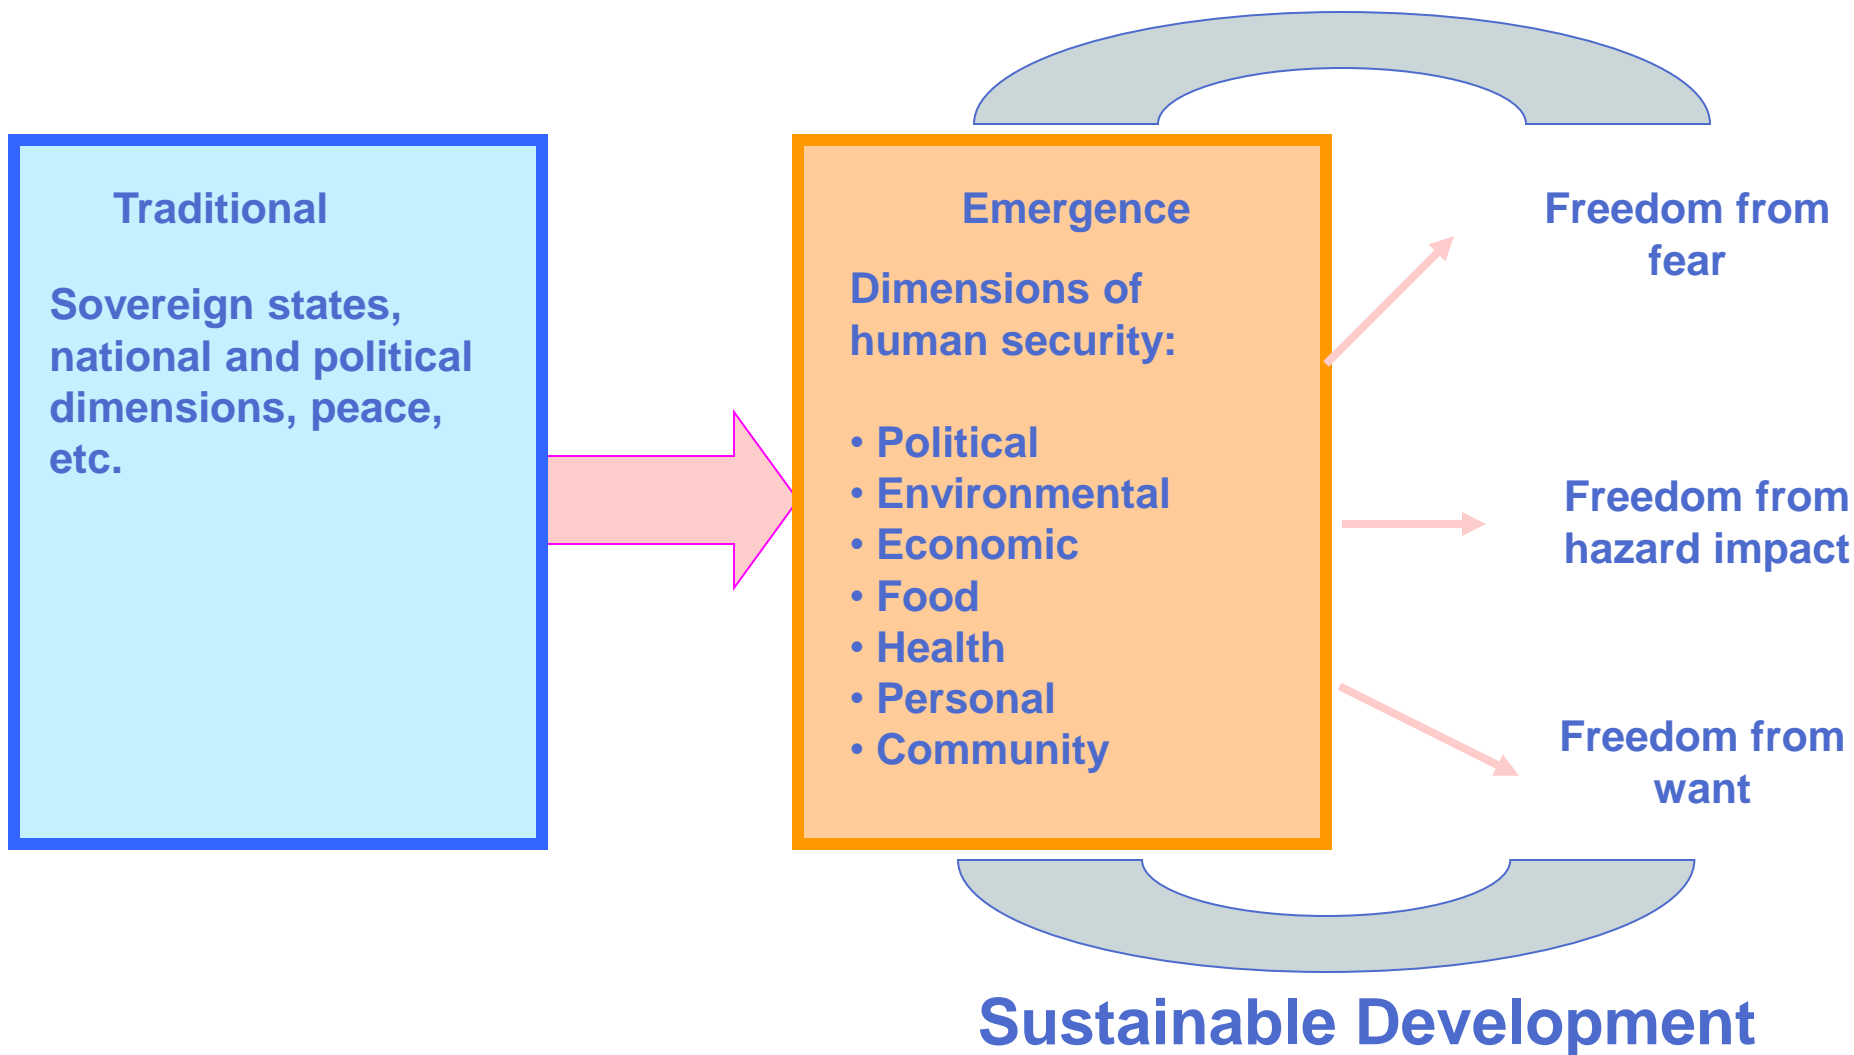 Traditional
Sovereign states,
national and political
dimensions, peace,
etc.
Emergence
Dimensions of
human security:
• Political
• Environmental
• Economic
• Food
• Health
• Personal
• Community
Freedom from
fear
Freedom from
hazard impact
Freedom from
want
Sustainable Development